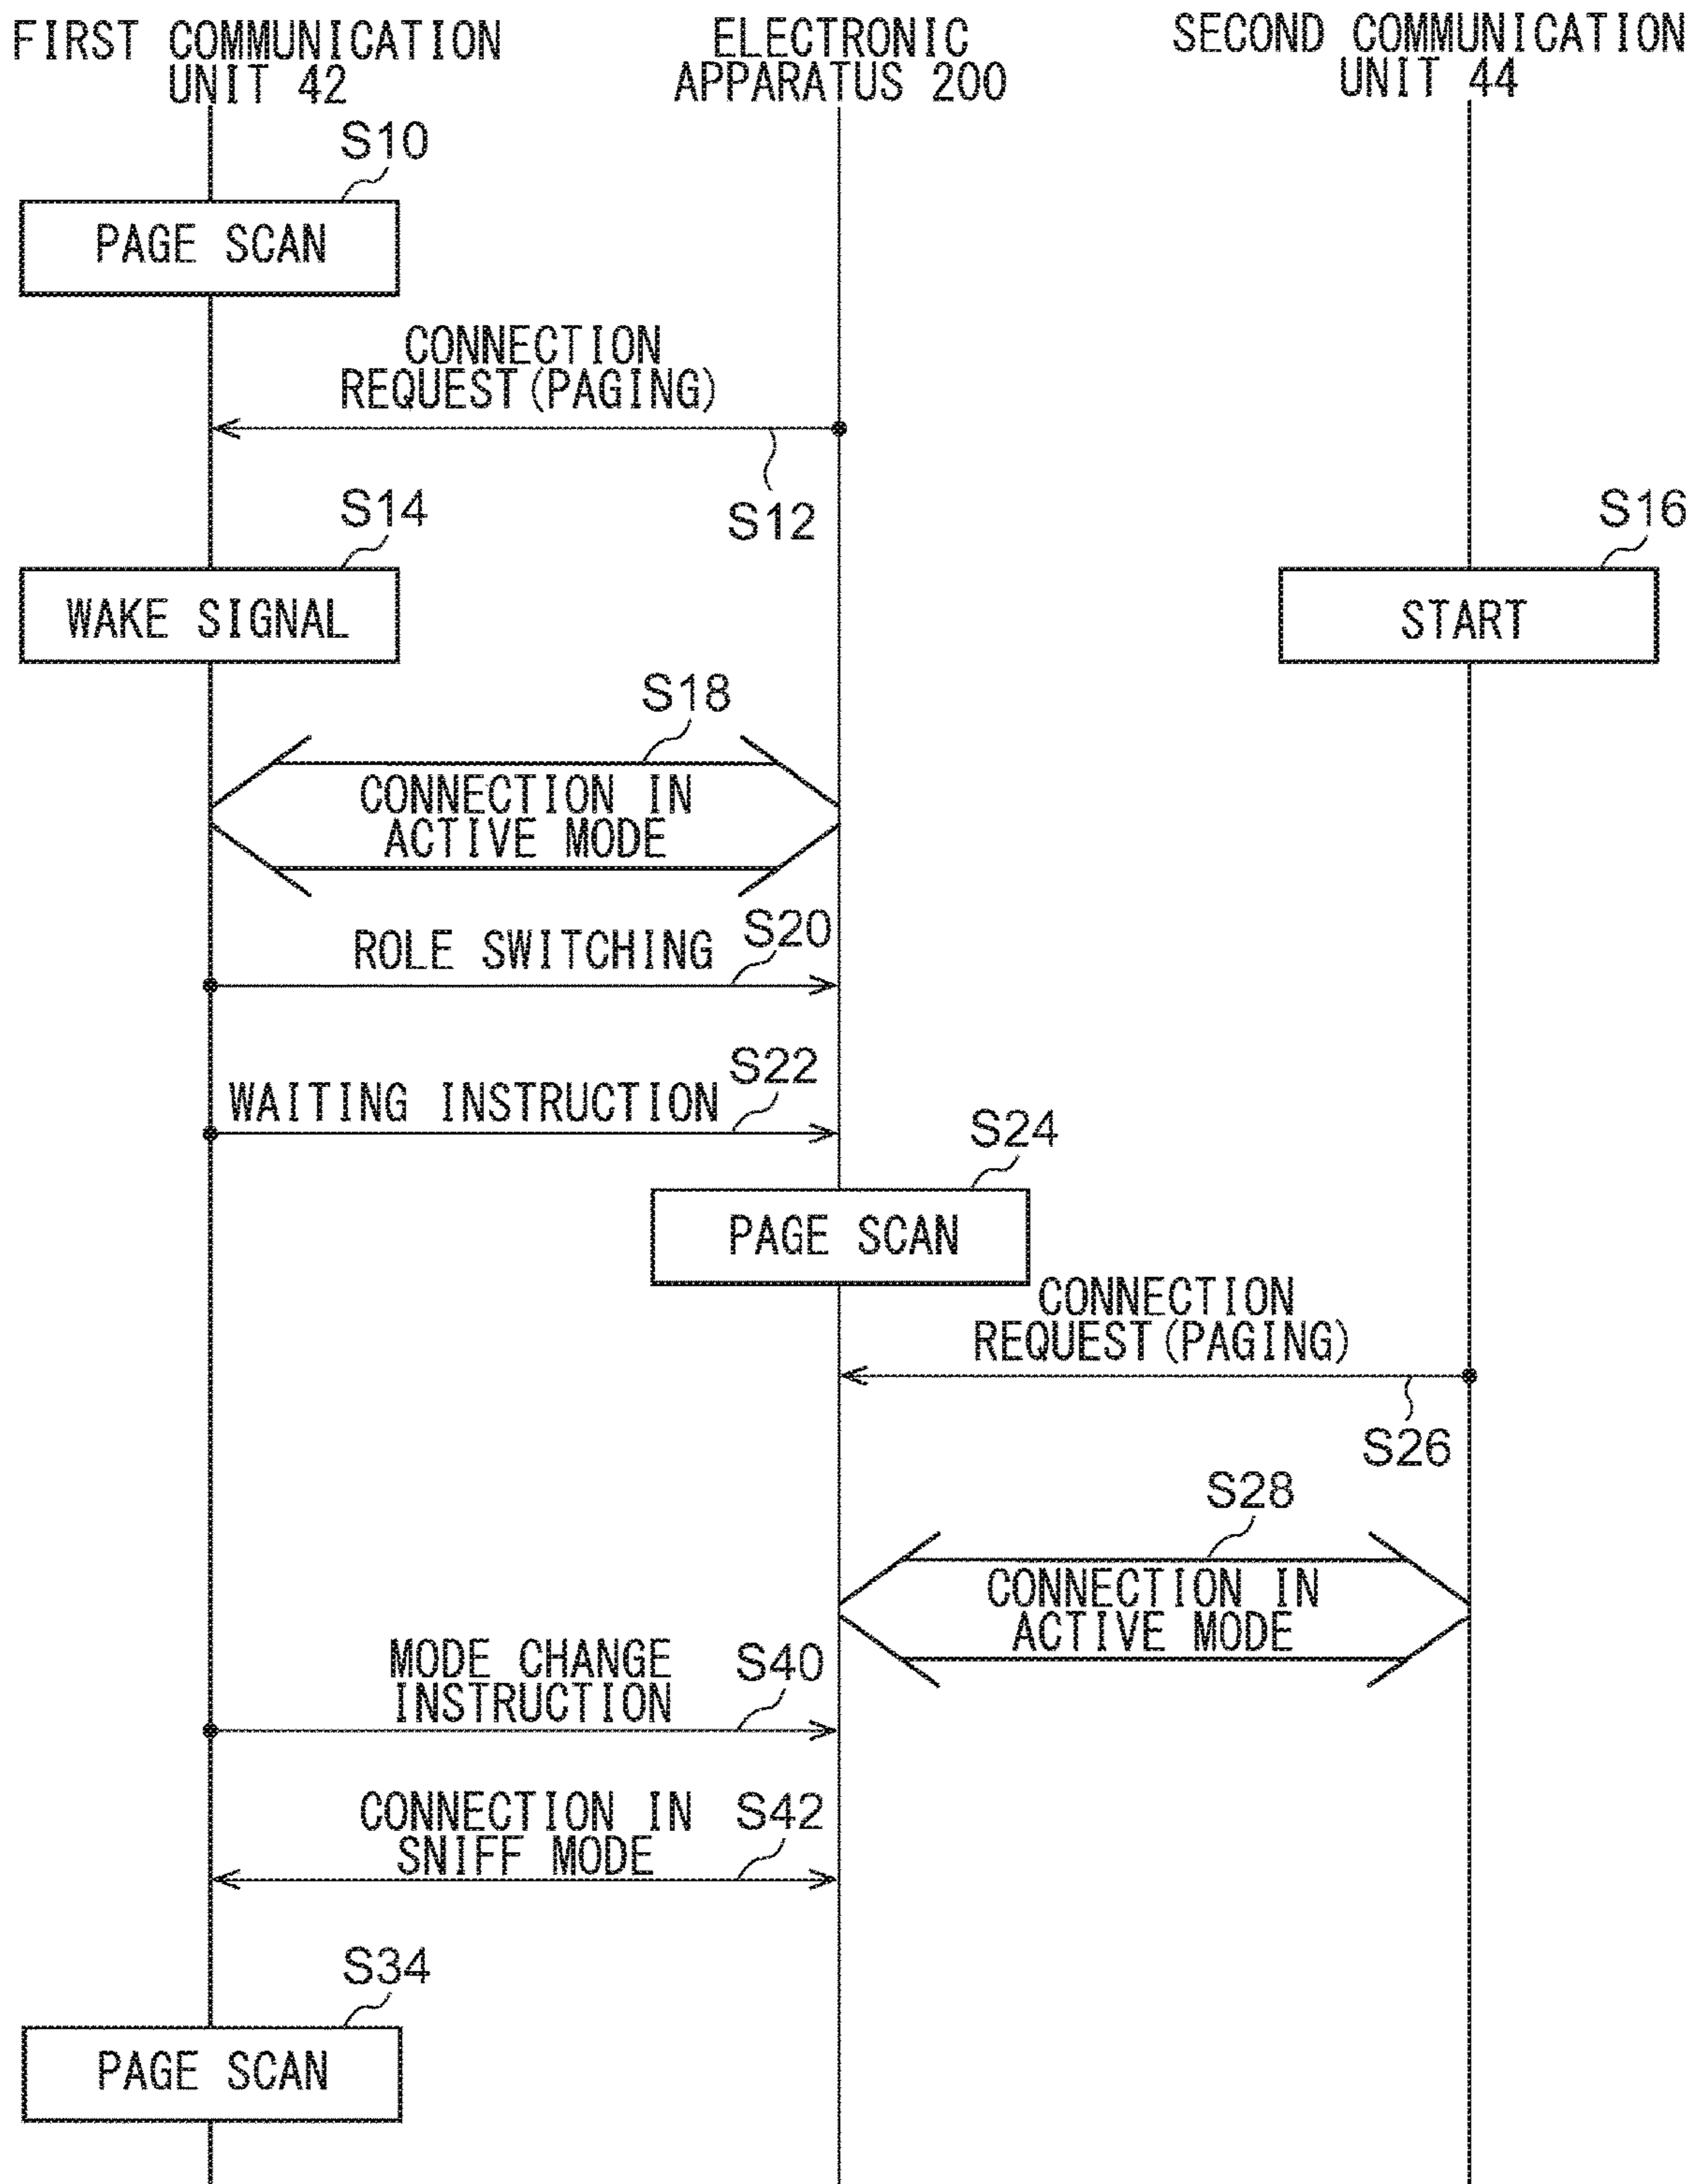 FIRST COMMUNICATION
UNIT 42
ELECTRONIC
APPARATUS 200
SECOND COMMUNICATION
UNIT 44
S10
PAGE SCAN
CONNECTION
REQUEST(PAGING)
S12
S14
WAKE SIGNAL
S16
START
S18
CONNECTION IN
ACTIVE MODE
ROLE SWITCHING
S20
WAITING INSTRUCTION
S22
S24
PAGE SCAN
CONNECTION
REQUEST(PAGING)
S26
S28
CONNECTION IN
ACTIVE MODE
MODE CHANGE
INSTRUCTION
S40
CONNECTION IN
SNIFF MODE
S42
S34
PAGE SCAN